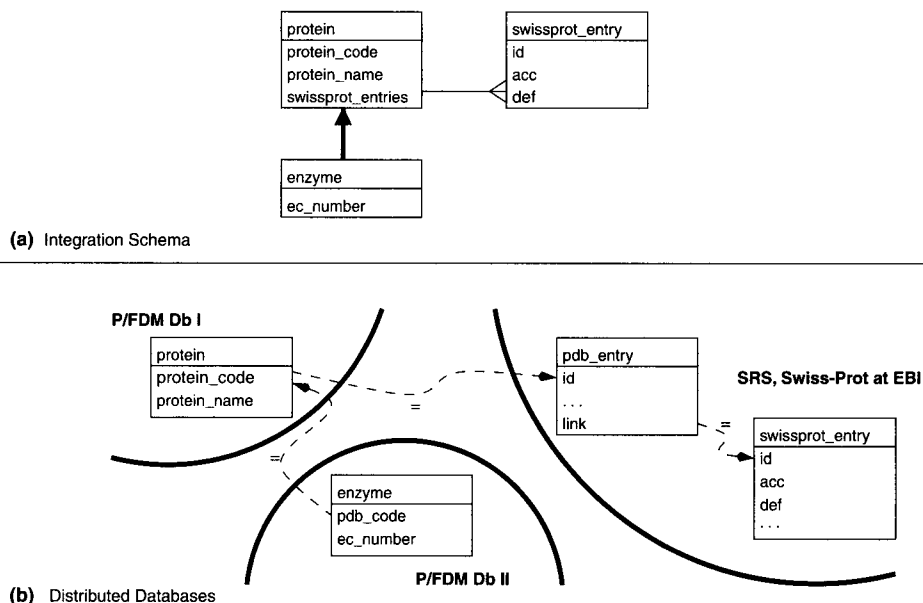 protein
protein_code
protein_name
swissprot_entries
swissprot_entry
id
acc
def
enzyme
ec_number
(a) Integration Schema
P/FDM Db I
protein
protein_code
protein_name
=
=
pdb_entry
id
. . .
link
SRS, Swiss-Prot at EBI
=
swissprot_entry
id
acc
def
. . .
enzyme
pdb_code
ec_number
P/FDM Db II
(b) Distributed Databases